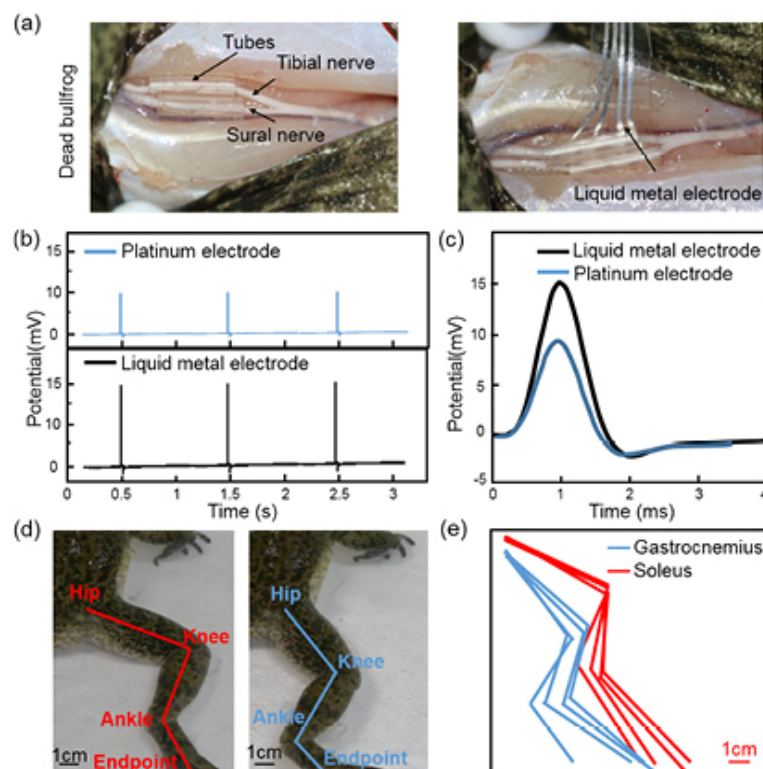 (a)
Dead bullfrog
Tubes
Tibial nerve
Sural nerve
Liquid metal electrode
(b)
Potential(mV)
Platinum electrode
15
10
0
Liquid metal electrode
15
10
0
0 0.5 1 1.5 2 2.5 3
Time (s)
(c)
Potential(mV)
Liquid metal electrode
Platinum electrode
15
10
5
0
-5
0 1 2 3 4
Time (ms)
(d)
Hip
Knee
Ankle
1cm
Endpoint
Hip
Knee
Ankle
1cm
Endpoint
(e)
Gastrocnemius
Soleus
1cm